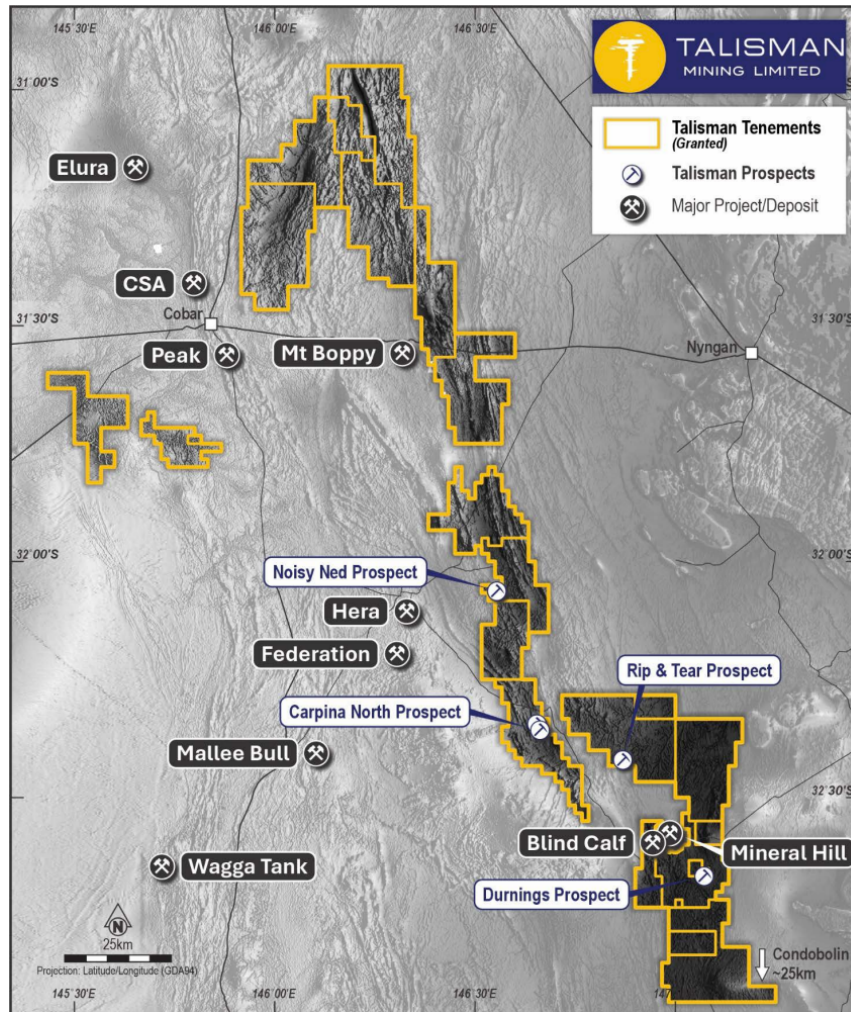 145°30'E
146°00'E
146°30'E
TALISMAN
MINING LIMITED
31°00'S
31°00'S
Talisman Tenements
(Granted)
Talisman Prospects
Major Project/Deposit
Elura
CSA
Cobar
31°30'S
31°30'S
Peak
Mt Boppy
Nyngan
32°00'S
32°00'S
Noisy Ned Prospect
Hera
Federation
Rip & Tear Prospect
Carpina North Prospect
Mallee Bull
32°30'S
Blind Calf
Mineral Hill
Wagga Tank
Durnings Prospect
N
25km
Projection: Latitude/Longitude (GDA94)
Condobolin
~25km
145°30'E
146°00'E
146°30'E